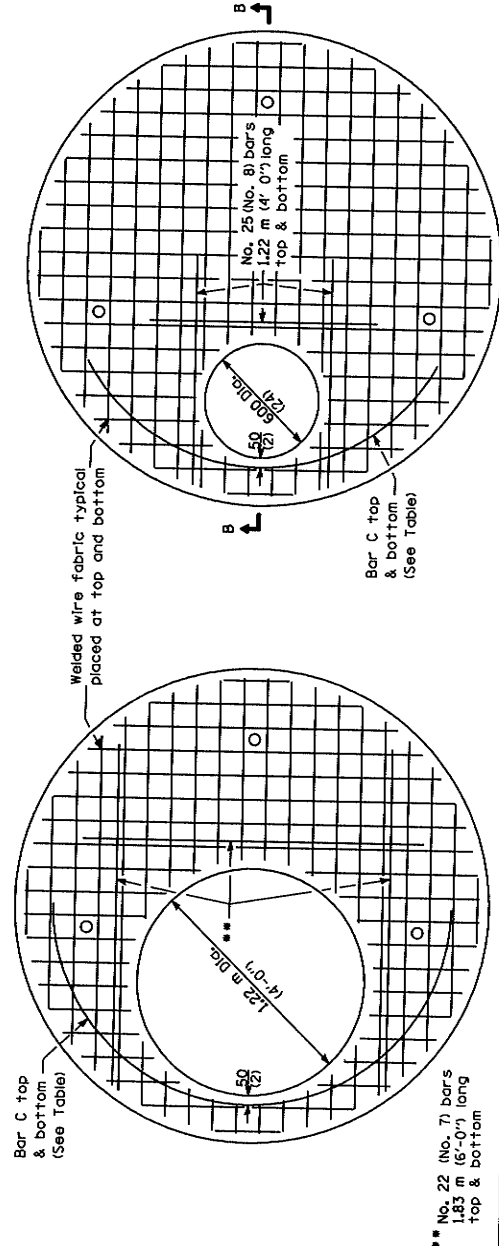 Bar C top
& bottom
(See Table)
50
(2)
1.22 m Dia.
(4'-0")
**
** No. 22 (No. 7) bars
1.83 m (6'-0") long
top & bottom
Welded wire fabric typical
placed at top and bottom
B
B
50
(2)
600 Dia.
(24)
No. 25 (No. 8) bars
1.22 m (4' 0") long
top & bottom
Bar C top
& bottom
(See Table)